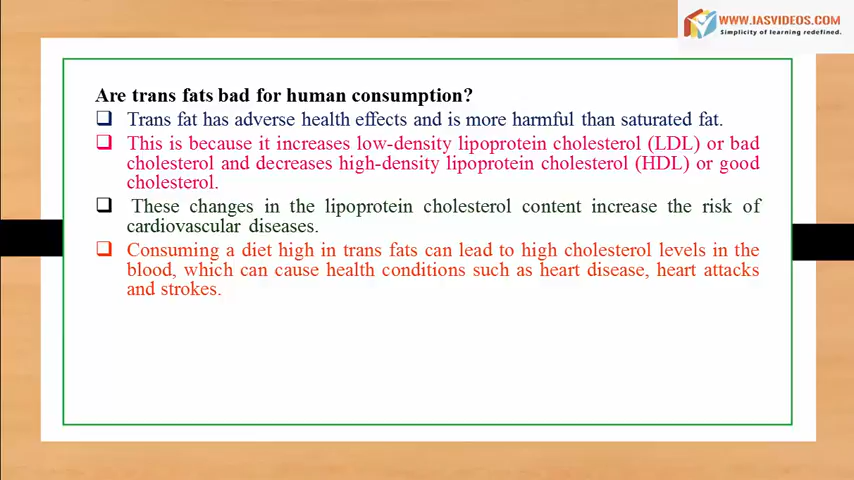 WWW.IASVIDEOS.COM
Simplicity of learning redefined.
Are trans fats bad for human consumption?
Trans fat has adverse health effects and is more harmful than saturated fat.
This is because it increases low-density lipoprotein cholesterol (LDL) or bad
cholesterol and decreases high-density lipoprotein cholesterol (HDL) or good
cholesterol.
These changes in the lipoprotein cholesterol content increase the risk of
cardiovascular diseases.
Consuming a diet high in trans fats can lead to high cholesterol levels in the
blood, which can cause health conditions such as heart disease, heart attacks
and strokes.